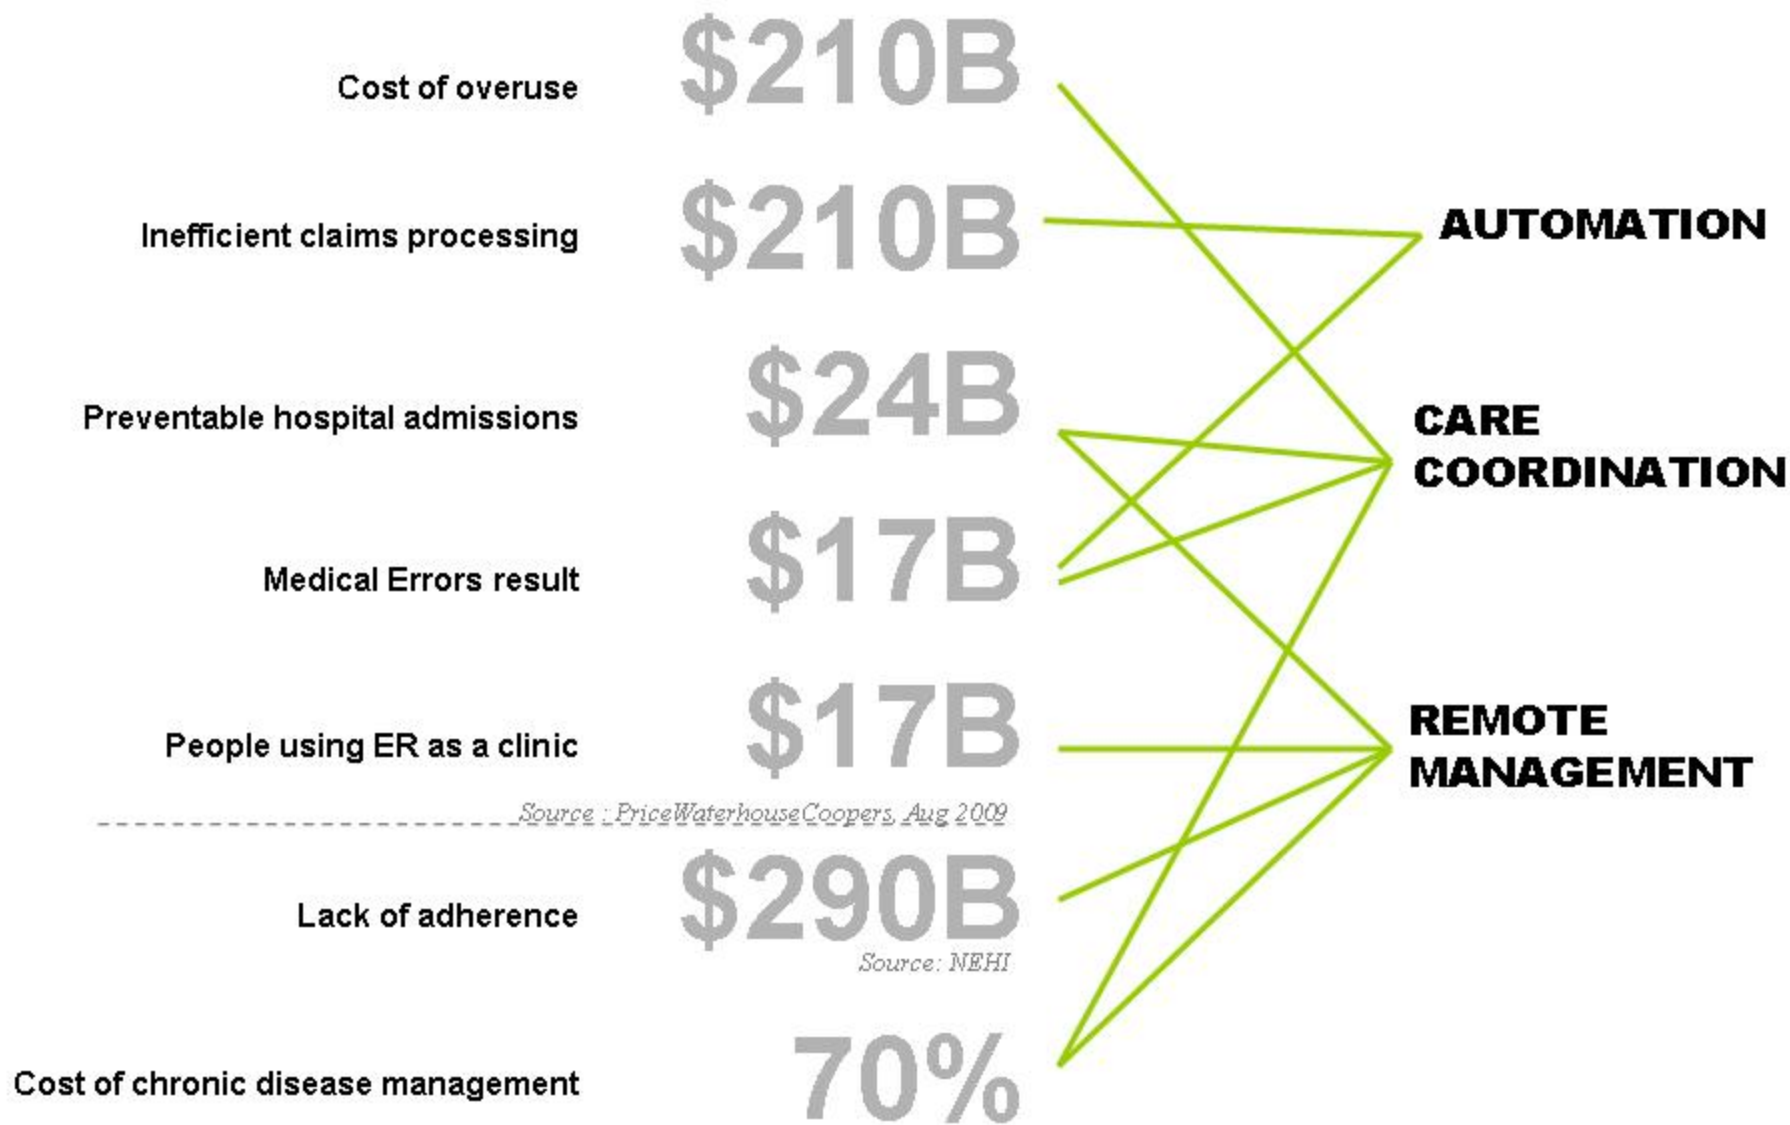 Cost of overuse $210B
Inefficient claims processing $210B AUTOMATION
Preventable hospital admissions $24B CARE
COORDINATION
Medical Errors result $17B
People using ER as a clinic $17B REMOTE
MANAGEMENT
Source : PriceWaterhouseCoopers, Aug 2009
Lack of adherence $290B
Source: NEHI
Cost of chronic disease management 70%